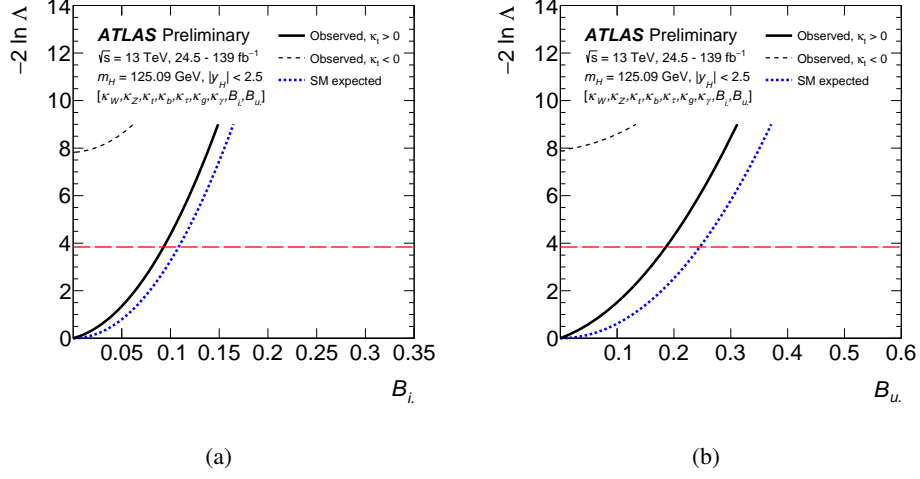 −2 ln Λ
14
12
10
8
6
4
2
0
ATLAS Preliminary
√s = 13 TeV, 24.5 - 139 fb⁻¹
m_H = 125.09 GeV, |y_H| < 2.5
[κ_W,κ_Z,κ_t,κ_b,κ_τ,κ_g,κ_γ,B_i.,B_u.]
Observed, κ_t > 0
Observed, κ_t < 0
SM expected
0.05 0.1 0.15 0.2 0.25 0.3 0.35
B_i.
(a)
−2 ln Λ
14
12
10
8
6
4
2
0
ATLAS Preliminary
√s = 13 TeV, 24.5 - 139 fb⁻¹
m_H = 125.09 GeV, |y_H| < 2.5
[κ_W,κ_Z,κ_t,κ_b,κ_τ,κ_g,κ_γ,B_i.,B_u.]
Observed, κ_t > 0
Observed, κ_t < 0
SM expected
0.1 0.2 0.3 0.4 0.5 0.6
B_u.
(b)